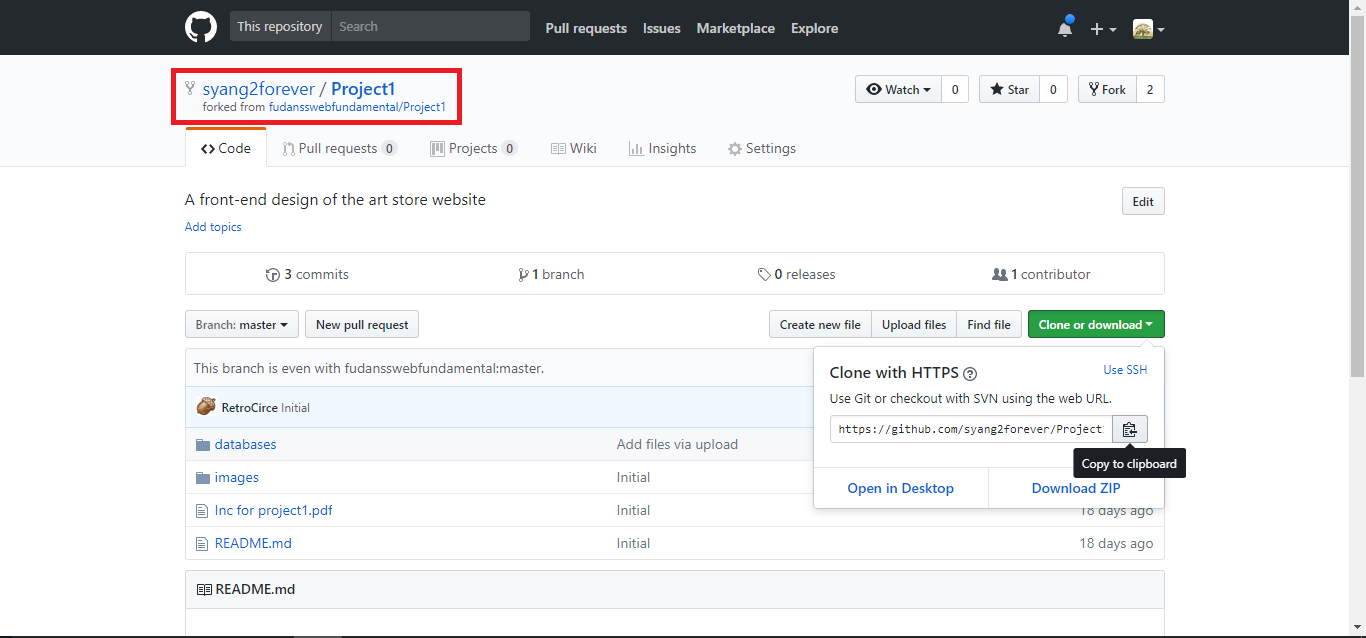 This repository Search Pull requests Issues Marketplace Explore
syang2forever / Project1
forked from fudansswebfundamental/Project1
Watch 0 Star 0 Fork 2
Code Pull requests 0 Projects 0 Wiki Insights Settings
A front-end design of the art store website
Edit
Add topics
3 commits 1 branch 0 releases 1 contributor
Branch: master New pull request Create new file Upload files Find file Clone or download
This branch is even with fudansswebfundamental:master.
Clone with HTTPS Use SSH
Use Git or checkout with SVN using the web URL.
https://github.com/syang2forever/Project
Copy to clipboard
Open in Desktop Download ZIP
RetroCirce Initial
databases Add files via upload
images Initial
Inc for project1.pdf Initial 18 days ago
README.md Initial 18 days ago
README.md